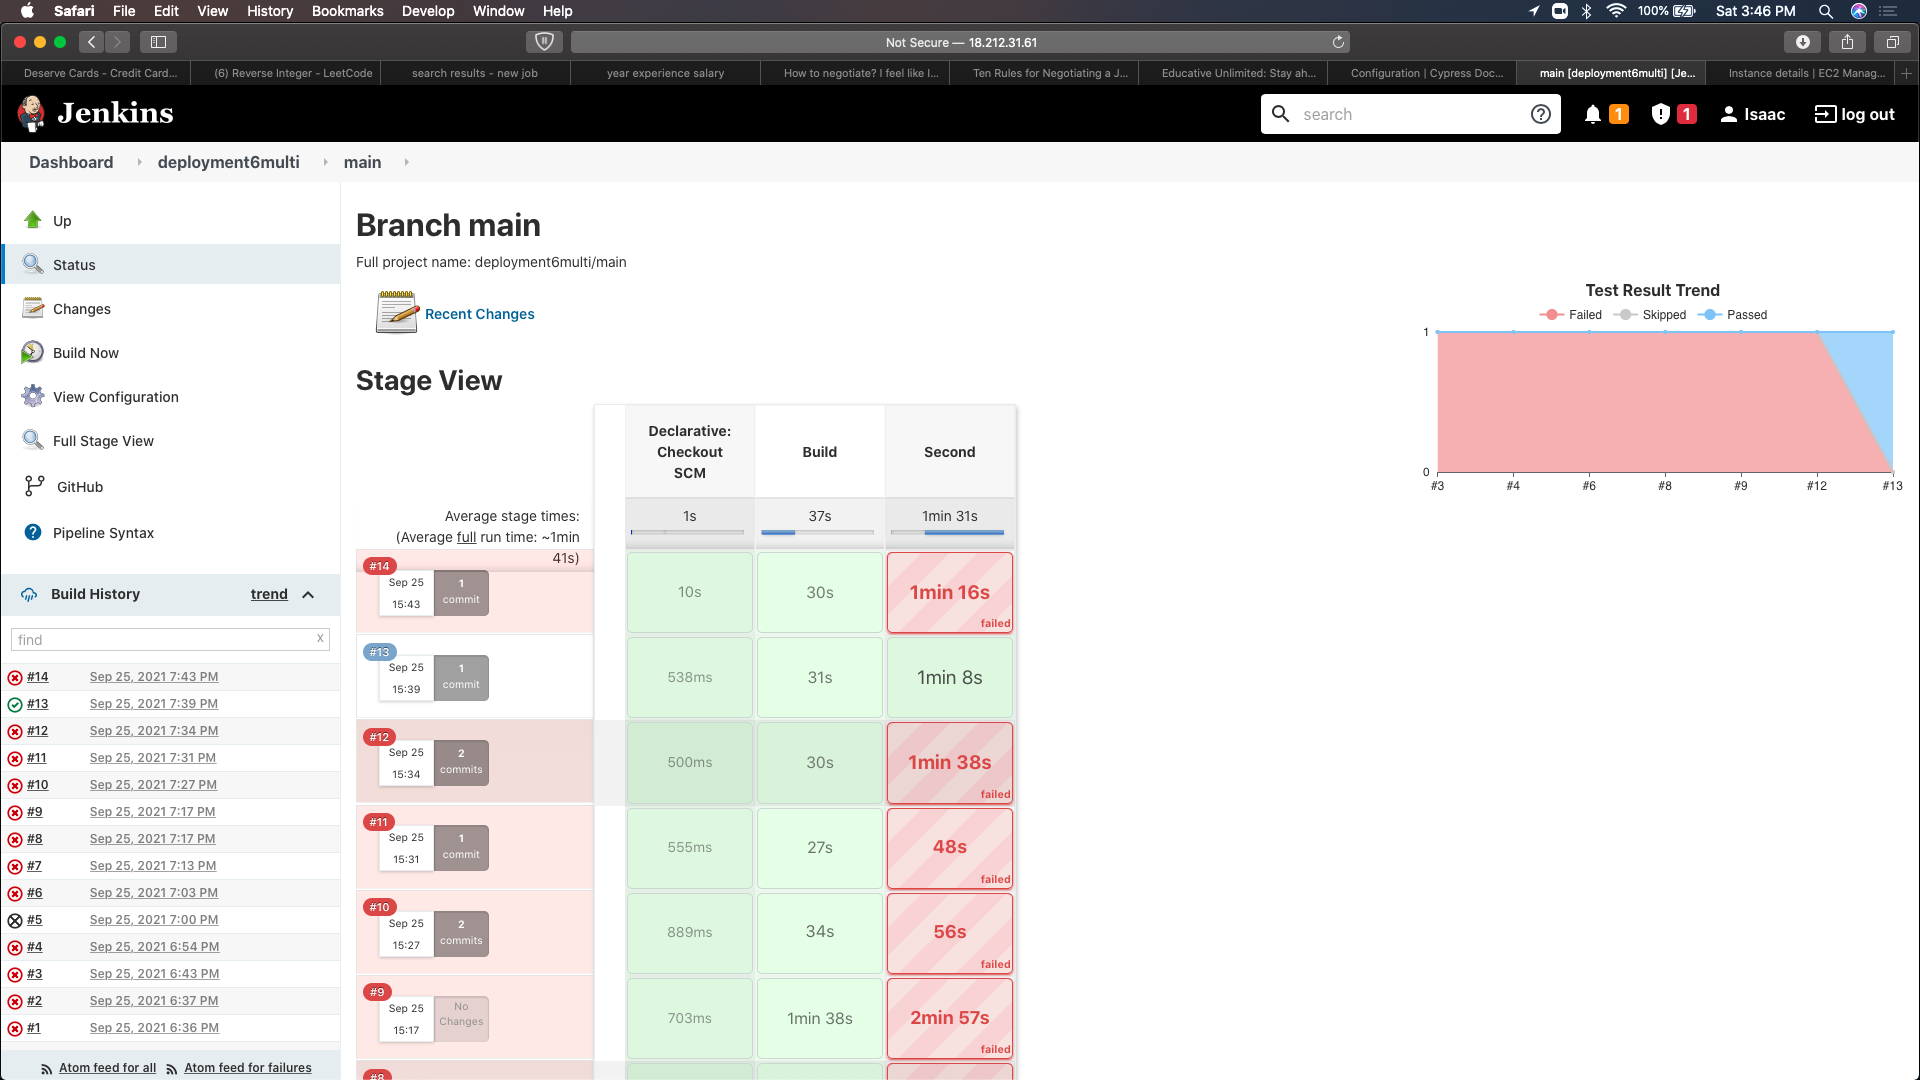 Safari File Edit View History Bookmarks Develop Window Help
100% Sat 3:46 PM
Not Secure — 18.212.31.61
Deserve Cards - Credit Card...
(6) Reverse Integer - LeetCode
search results - new job
year experience salary
How to negotiate? I feel like I...
Ten Rules for Negotiating a J...
Educative Unlimited: Stay ah...
Configuration | Cypress Doc...
main [deployment6multi] [Je...
Instance details | EC2 Manag...
Jenkins
search
1
1
Isaac
log out
Dashboard
deployment6multi
main
Up
Status
Changes
Build Now
View Configuration
Full Stage View
GitHub
Pipeline Syntax
Build History
trend
find
X
#14 Sep 25, 2021 7:43 PM
#13 Sep 25, 2021 7:39 PM
#12 Sep 25, 2021 7:34 PM
#11 Sep 25, 2021 7:31 PM
#10 Sep 25, 2021 7:27 PM
#9 Sep 25, 2021 7:17 PM
#8 Sep 25, 2021 7:17 PM
#7 Sep 25, 2021 7:13 PM
#6 Sep 25, 2021 7:03 PM
#5 Sep 25, 2021 7:00 PM
#4 Sep 25, 2021 6:54 PM
#3 Sep 25, 2021 6:43 PM
#2 Sep 25, 2021 6:37 PM
#1 Sep 25, 2021 6:36 PM
Atom feed for all
Atom feed for failures
Branch main
Full project name: deployment6multi/main
Recent Changes
Stage View
Declarative:
Checkout
SCM
Build
Second
Average stage times:
(Average full run time: ~1min
41s)
1s
37s
1min 31s
#14
Sep 25
15:43
1
commit
10s
30s
1min 16s
failed
#13
Sep 25
15:39
1
commit
538ms
31s
1min 8s
#12
Sep 25
15:34
2
commits
500ms
30s
1min 38s
failed
#11
Sep 25
15:31
1
commit
555ms
27s
48s
failed
#10
Sep 25
15:27
2
commits
889ms
34s
56s
failed
#9
Sep 25
15:17
No
Changes
703ms
1min 38s
2min 57s
failed
#8
Test Result Trend
Failed Skipped Passed
1
0
#3 #4 #6 #8 #9 #12 #13